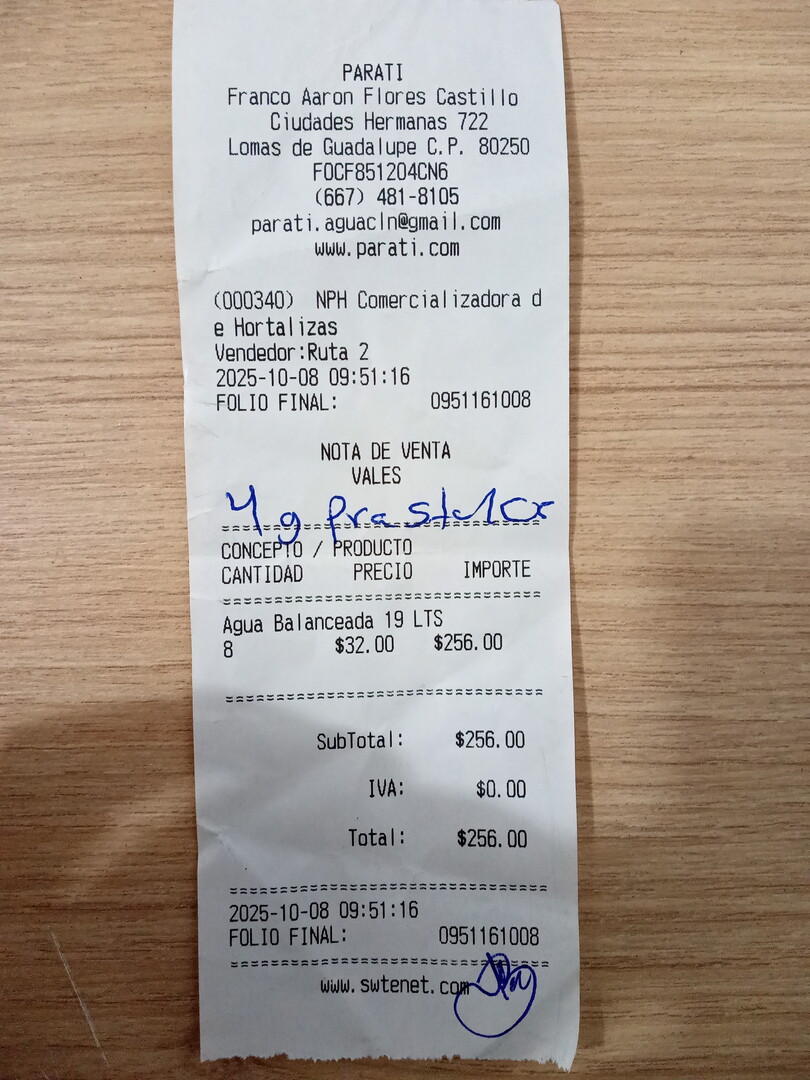 PARATI
Franco Aaron Flores Castillo
Ciudades Hermanas 722
Lomas de Guadalupe C.P. 80250
FOCF851204CN6
(667) 481-8105
parati.aguacln@gmail.com
www.parati.com
(000340) NPH Comercializadora d
e Hortalizas
Vendedor:Ruta 2
2025-10-08 09:51:16
FOLIO FINAL: 0951161008
NOTA DE VENTA
VALES
4 g
CONCEPTO / PRODUCTO
CANTIDAD PRECIO IMPORTE
Agua Balanceada 19 LTS
8 $32.00 $256.00
SubTotal: $256.00
IVA: $0.00
Total: $256.00
2025-10-08 09:51:16
FOLIO FINAL: 0951161008
www.swtenet.com